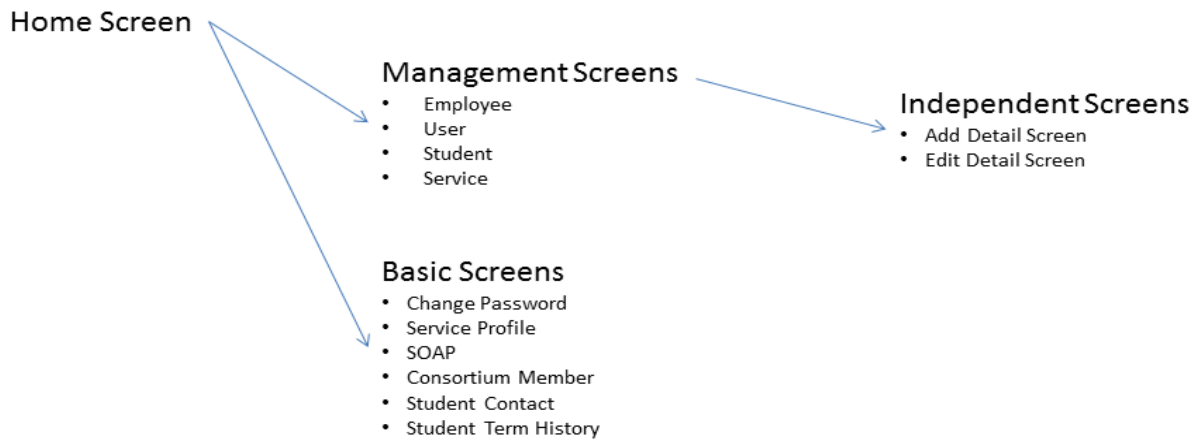 Home Screen
Management Screens
• Employee
• User
• Student
• Service
Independent Screens
• Add Detail Screen
• Edit Detail Screen
Basic Screens
• Change Password
• Service Profile
• SOAP
• Consortium Member
• Student Contact
• Student Term History